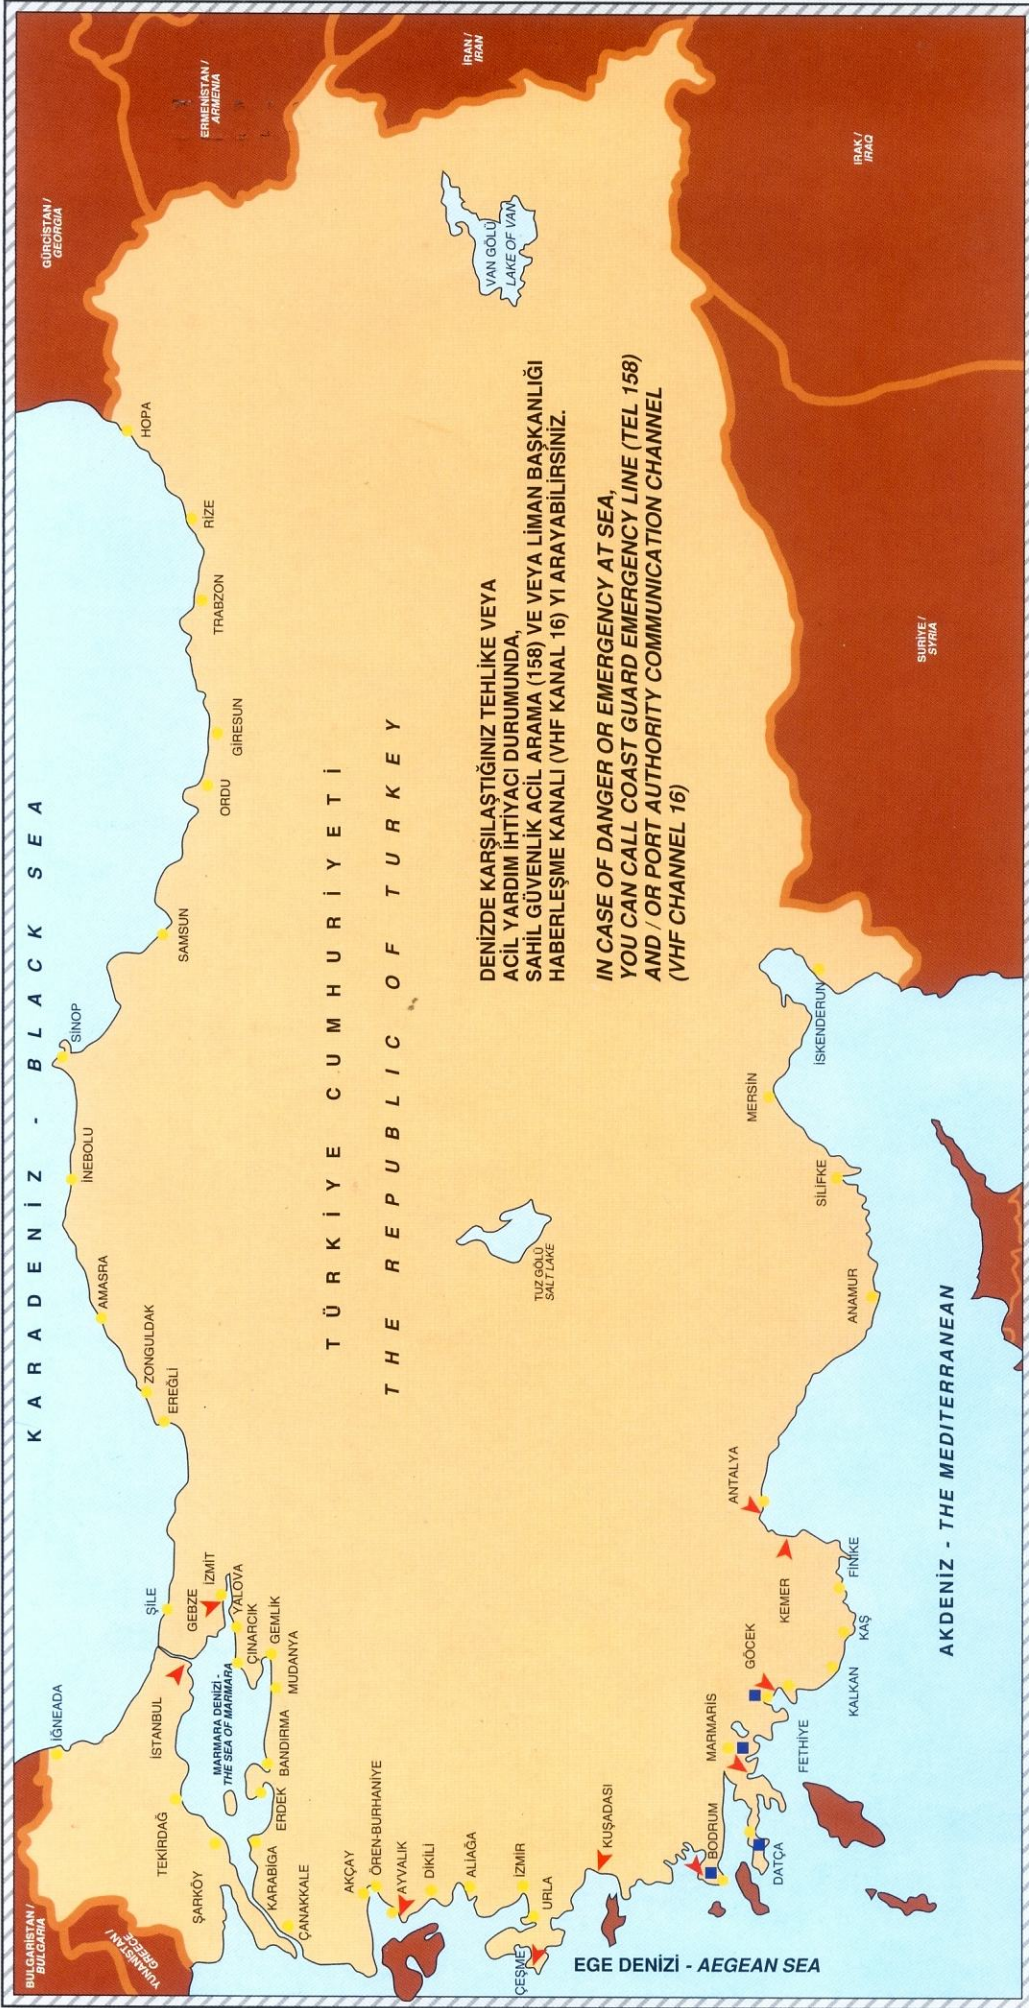 KARADENİZ - BLACK SEA
BULGARİSTAN /
BULGARIA
YUNANİSTAN /
GREECE
GÜRCİSTAN /
GEORGIA
ERMENİSTAN /
ARMENIA
İRAN /
IRAN
IRAK /
IRAQ
SURİYE /
SYRIA
İĞNEADA
ŞİLE
EREĞLİ
ZONGULDAK
AMASRA
İNEBOLU
SİNOP
SAMSUN
ORDU
GİRESUN
TRABZON
RİZE
HOPA
TEKİRDAĞ
İSTANBUL
GEBZE
İZMİT
YALOVA
ÇINARCIK
GEMLİK
MUDANYA
BANDIRMA
ERDEK
KARABİGA
ŞARKÖY
ÇANAKKALE
MARMARA DENİZİ -
THE SEA OF MARMARA
TÜRKİYE CUMHURİYETİ
THE REPUBLIC OF TURKEY
VAN GÖLÜ
LAKE OF VAN
TUZ GÖLÜ
SALT LAKE
DENİZDE KARŞILAŞTIĞINIZ TEHLİKE VEYA
ACİL YARDIM İHTİYACI DURUMUNDA,
SAHİL GÜVENLİK ACİL ARAMA (158) VE VEYA LİMAN BAŞKANLIĞI
HABERLEŞME KANALI (VHF KANAL 16) YI ARAYABİLİRSİNİZ.
IN CASE OF DANGER OR EMERGENCY AT SEA,
YOU CAN CALL COAST GUARD EMERGENCY LINE (TEL 158)
AND / OR PORT AUTHORITY COMMUNICATION CHANNEL
(VHF CHANNEL 16)
AKÇAY
ÖREN-BURHANİYE
AYVALIK
DİKİLİ
ALİAĞA
İZMİR
URLA
ÇEŞME
KUŞADASI
EGE DENİZİ - AEGEAN SEA
BODRUM
DATÇA
MARMARİS
FETHİYE
GÖCEK
KALKAN
KAŞ
FİNİKE
KEMER
ANTALYA
ANAMUR
SİLİFKE
MERSİN
İSKENDERUN
AKDENİZ - THE MEDITERRANEAN